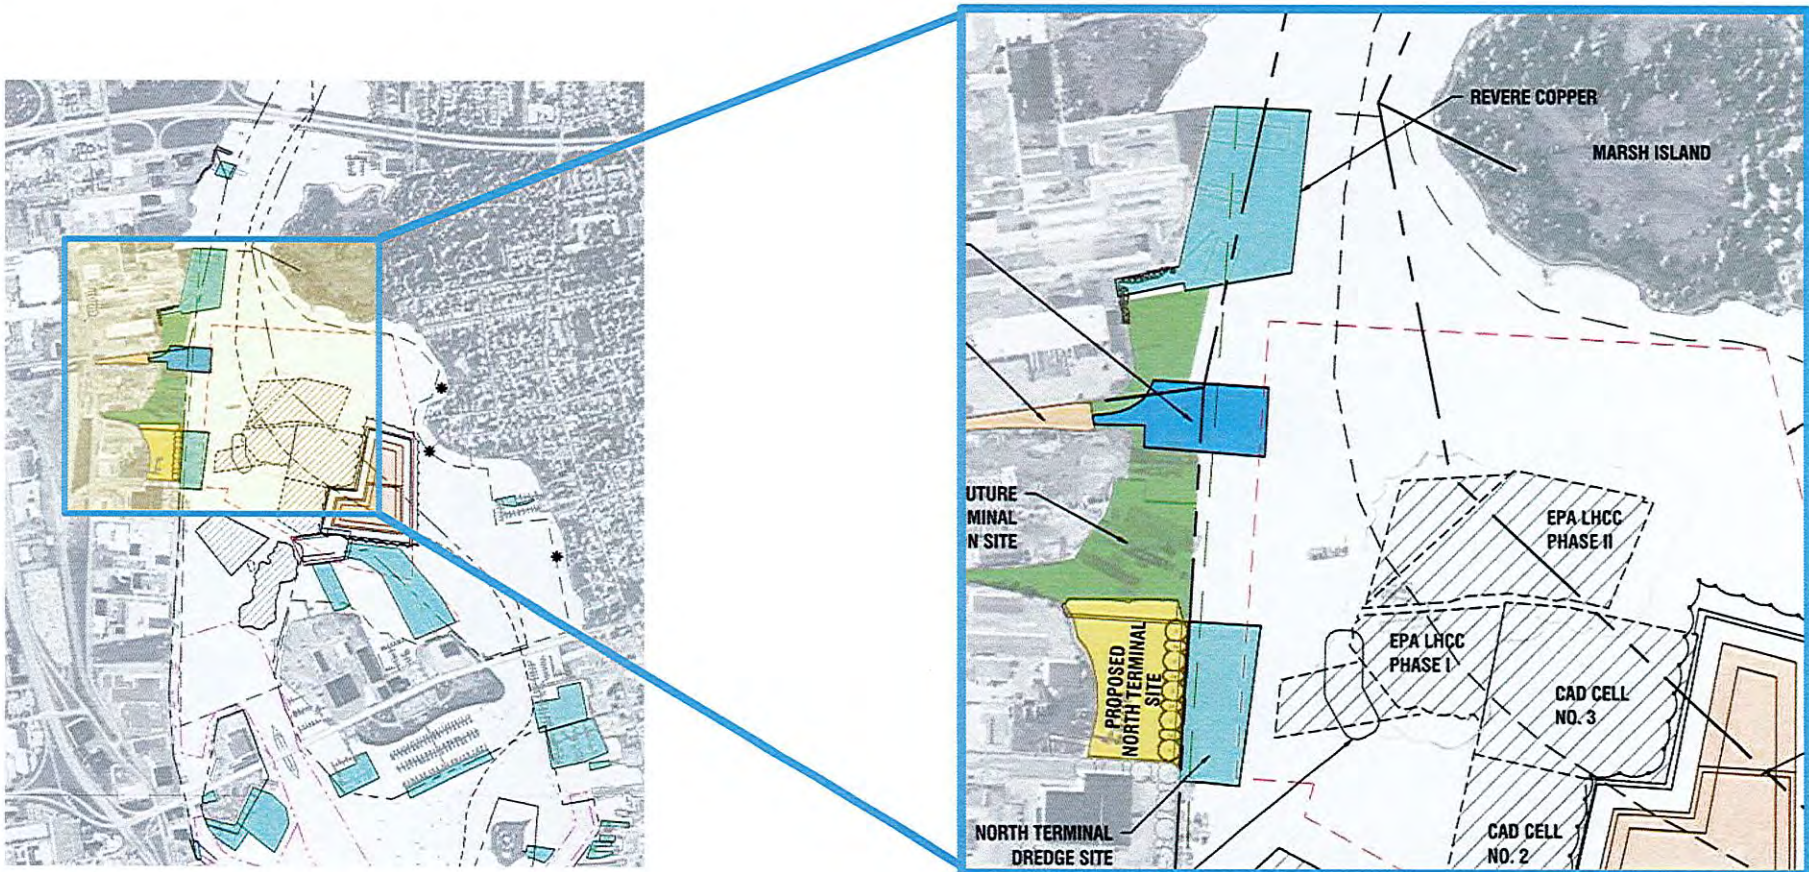 REVERE COPPER
MARSH ISLAND
UTURE
MINAL
N SITE
EPA LHCC
PHASE II
EPA LHCC
PHASE I
PROPOSED
NORTH TERMINAL
SITE
CAD CELL
NO. 3
NORTH TERMINAL
DREDGE SITE
CAD CELL
NO. 2